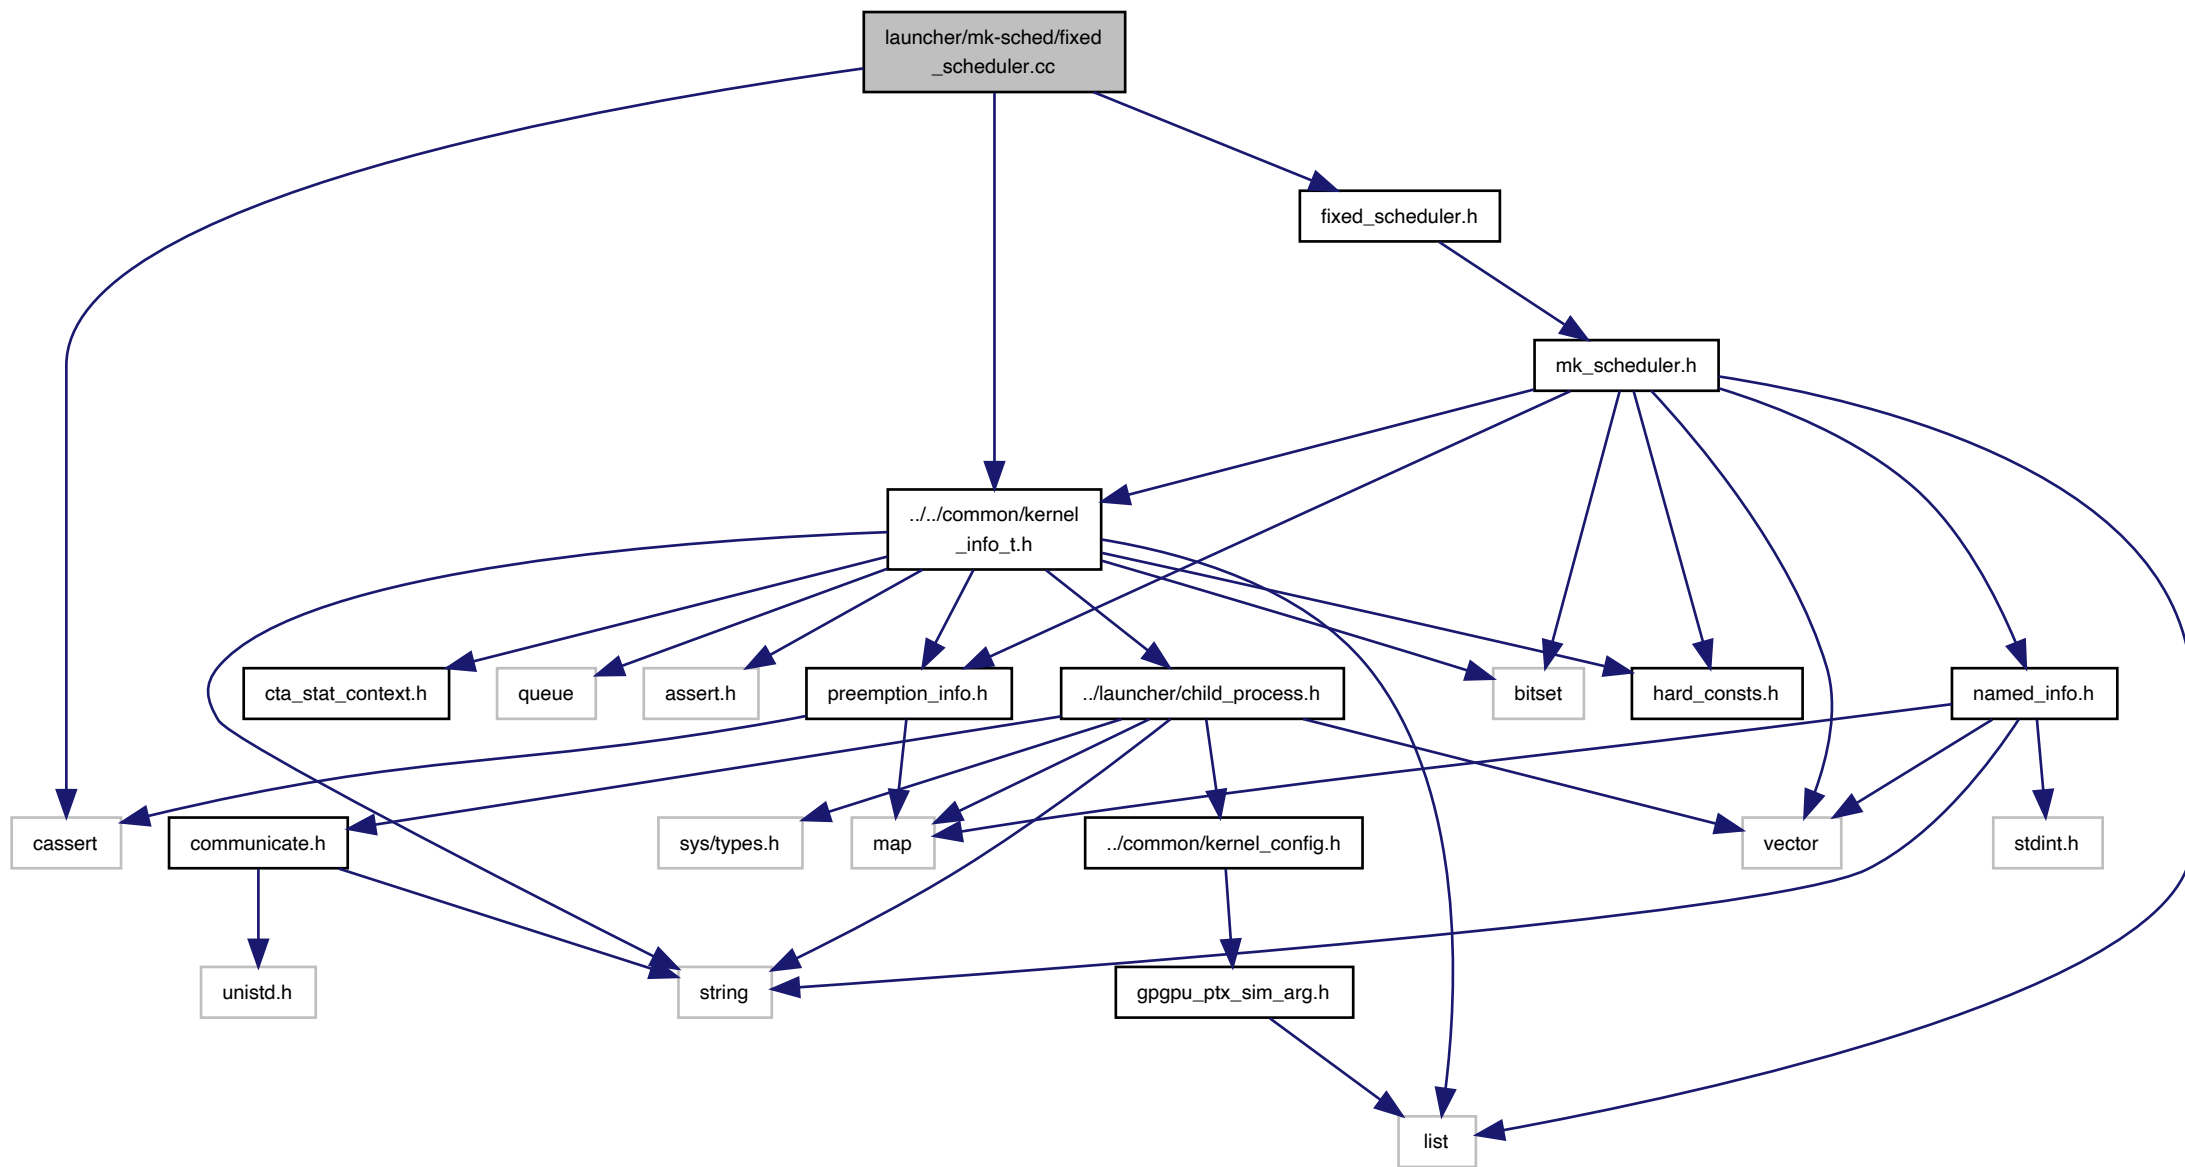 launcher/mk-sched/fixed
_scheduler.cc
fixed_scheduler.h
mk_scheduler.h
../../common/kernel
_info_t.h
cta_stat_context.h
queue
assert.h
preemption_info.h
../launcher/child_process.h
bitset
hard_consts.h
named_info.h
cassert
communicate.h
sys/types.h
map
../common/kernel_config.h
vector
stdint.h
unistd.h
string
gpgpu_ptx_sim_arg.h
list